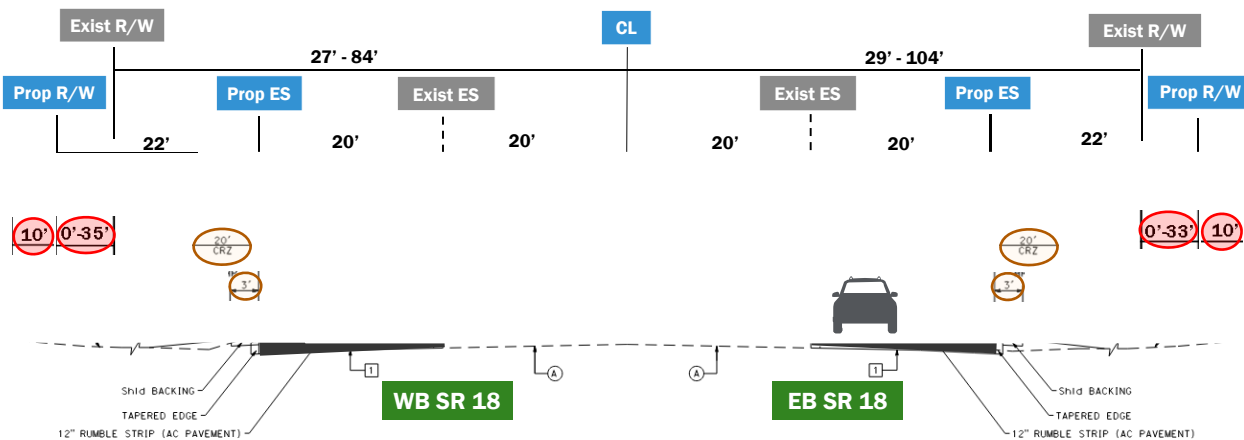 Exist R/W
CL
Exist R/W
27' - 84'
29' - 104'
Prop R/W
Prop ES
Exist ES
Exist ES
Prop ES
Prop R/W
22'
20'
20'
20'
20'
22'
10'
0'-35'
20'
CRZ
20'
CRZ
0'-33'
10'
3'
3'
1
A
A
1
Shld BACKING
WB SR 18
EB SR 18
Shld BACKING
TAPERED EDGE
TAPERED EDGE
12" RUMBLE STRIP (AC PAVEMENT)
12" RUMBLE STRIP (AC PAVEMENT)